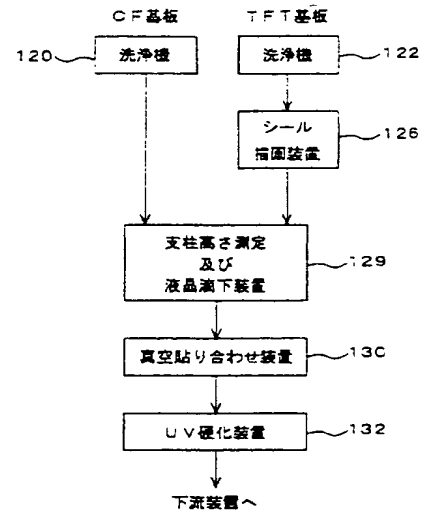 CF基板 TFT基板
120 洗浄機 洗浄機 122
シール
描画装置 126
支柱高さ測定
及び
液晶滴下装置 129
真空貼り合わせ装置 130
UV硬化装置 132
下流装置へ